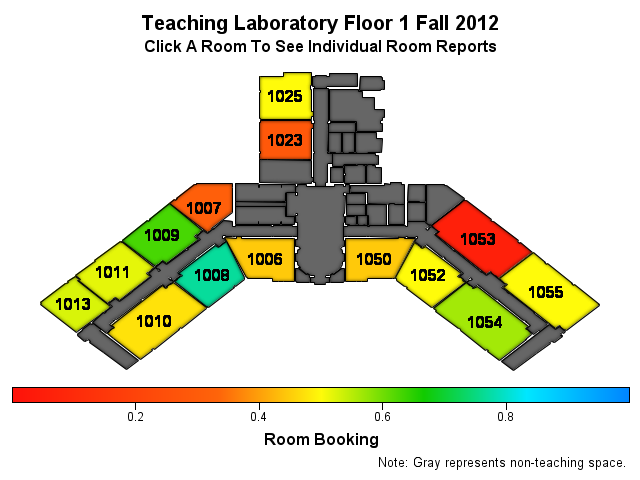 Teaching Laboratory Floor 1 Fall 2012
Click A Room To See Individual Room Reports
1025
1023
1007
1009
1053
1006
1050
1011
1008
1052
1055
1013
1010
1054
0.2 0.4 0.6 0.8
Room Booking
Note: Gray represents non-teaching space.